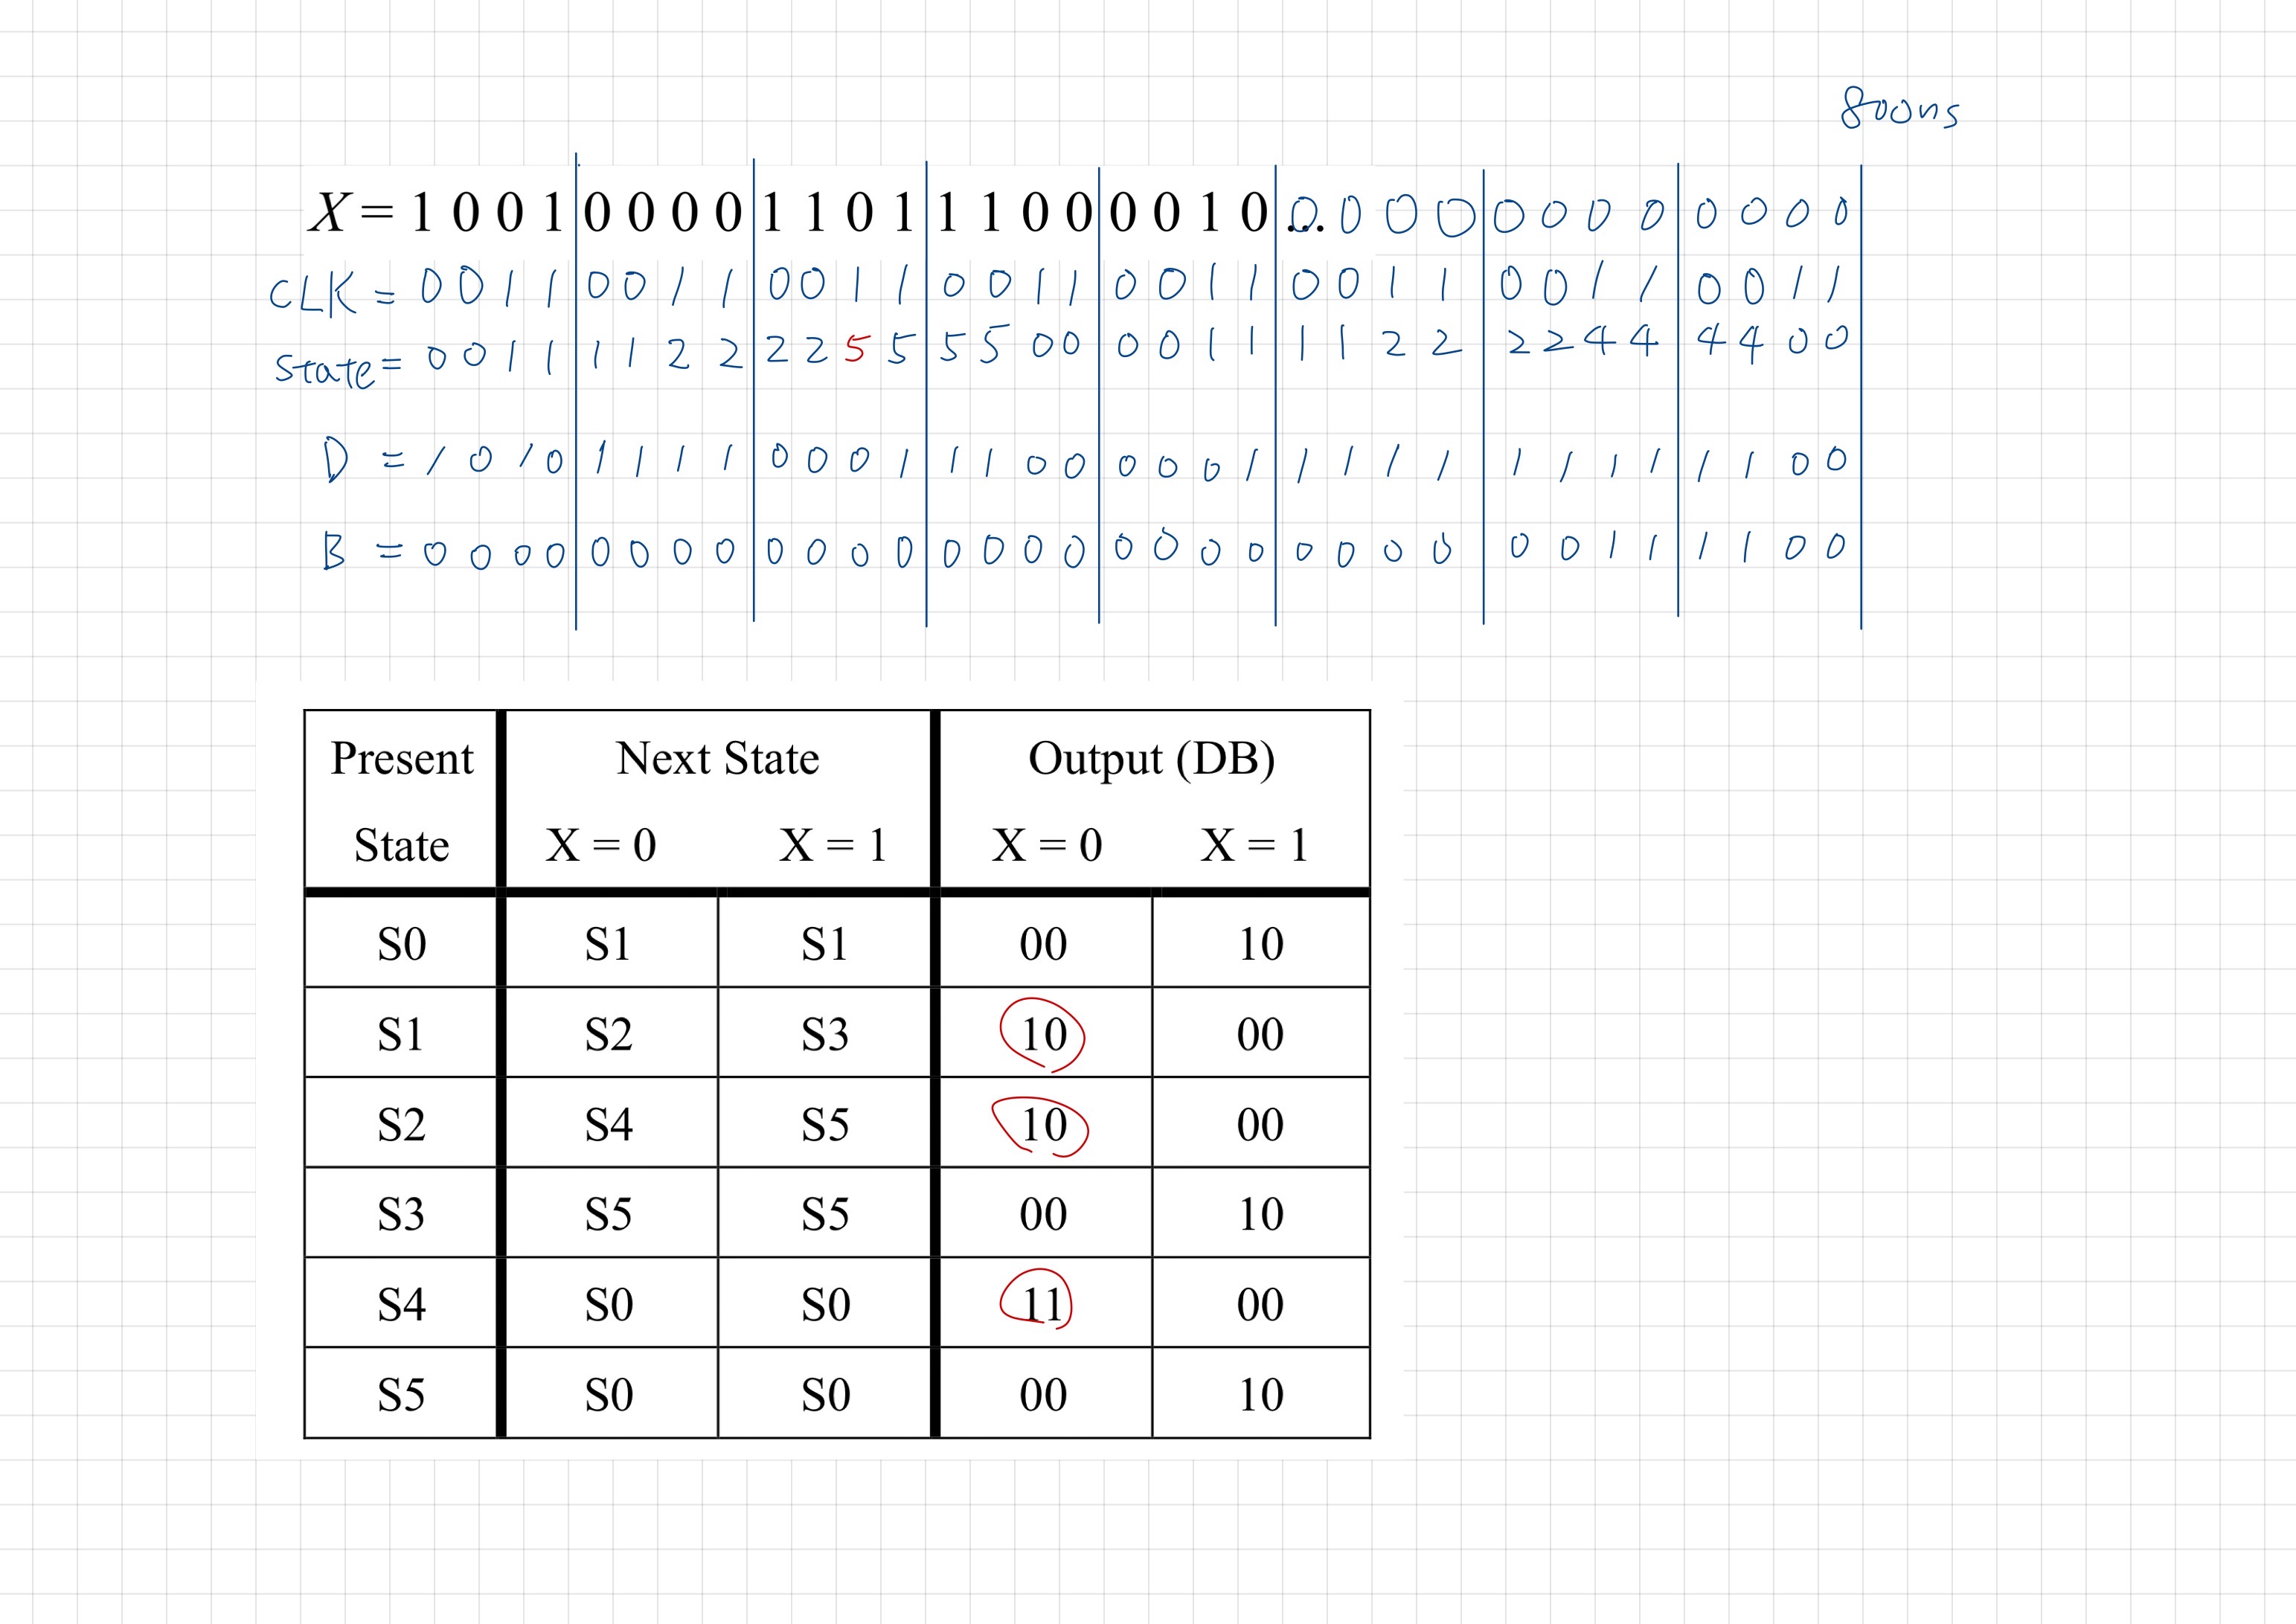 800ns
X = 1 0 0 1 0 0 0 0 1 1 0 1 1 1 0 0 0 0 1 0 ... 0 0 0 0 0 0 0 0 0 0 0 0
CLK = 0 0 1 1 0 0 1 1 0 0 1 1 0 0 1 1 0 0 1 1 0 0 1 1 0 0 1 1 0 0 1 1
state = 0 0 1 1 1 1 2 2 2 2 5 5 5 5 0 0 0 0 1 1 1 1 2 2 2 2 4 4 4 4 0 0
D = 1 0 1 0 1 1 1 1 0 0 0 1 1 1 0 0 0 0 0 1 1 1 1 1 1 1 1 1 1 1 0 0
B = 0 0 0 0 0 0 0 0 0 0 0 0 0 0 0 0 0 0 0 0 0 0 0 0 0 0 1 1 1 1 0 0
Present Next State Output (DB)
State X = 0 X = 1 X = 0 X = 1
S0 S1 S1 00 10
S1 S2 S3 10 00
S2 S4 S5 10 00
S3 S5 S5 00 10
S4 S0 S0 11 00
S5 S0 S0 00 10